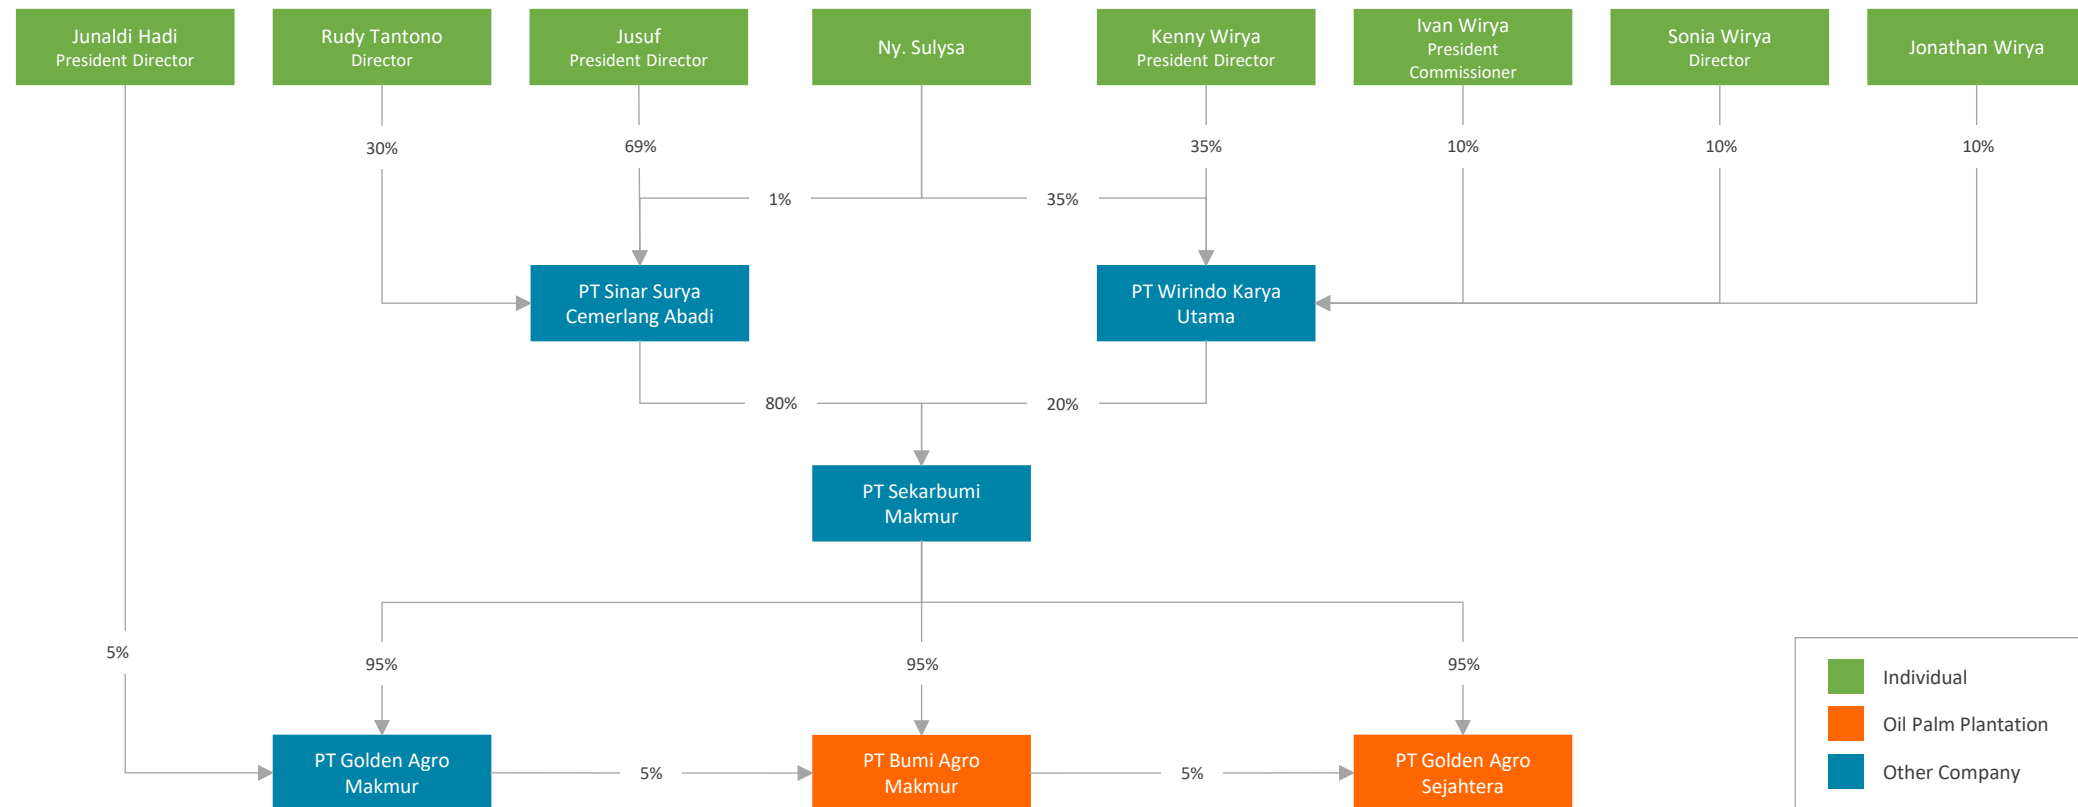 Junaldi Hadi
President Director
Rudy Tantono
Director
Jusuf
President Director
Ny. Sulysa
Kenny Wirya
President Director
Ivan Wirya
President
Commissioner
Sonia Wirya
Director
Jonathan Wirya
30%
69%
35%
10%
10%
10%
1%
35%
PT Sinar Surya
Cemerlang Abadi
PT Wirindo Karya
Utama
80%
20%
PT Sekarbumi
Makmur
5%
95%
95%
95%
PT Golden Agro
Makmur
5%
PT Bumi Agro
Makmur
5%
PT Golden Agro
Sejahtera
Individual
Oil Palm Plantation
Other Company